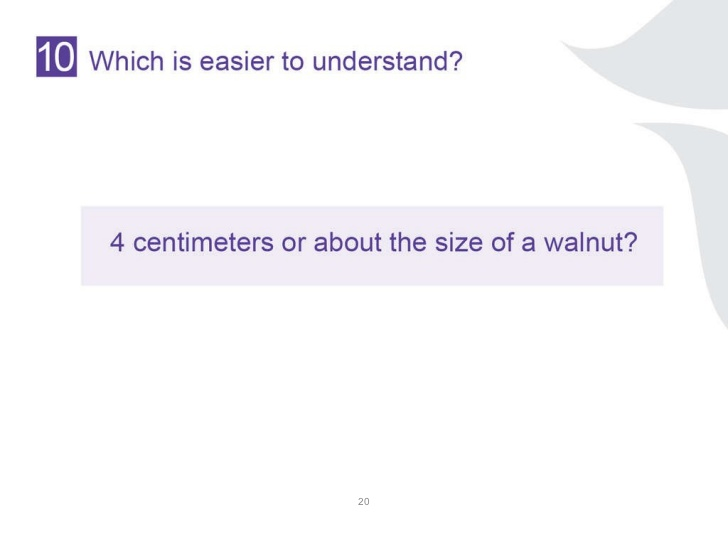 10 Which is easier to understand?
4 centimeters or about the size of a walnut?
20